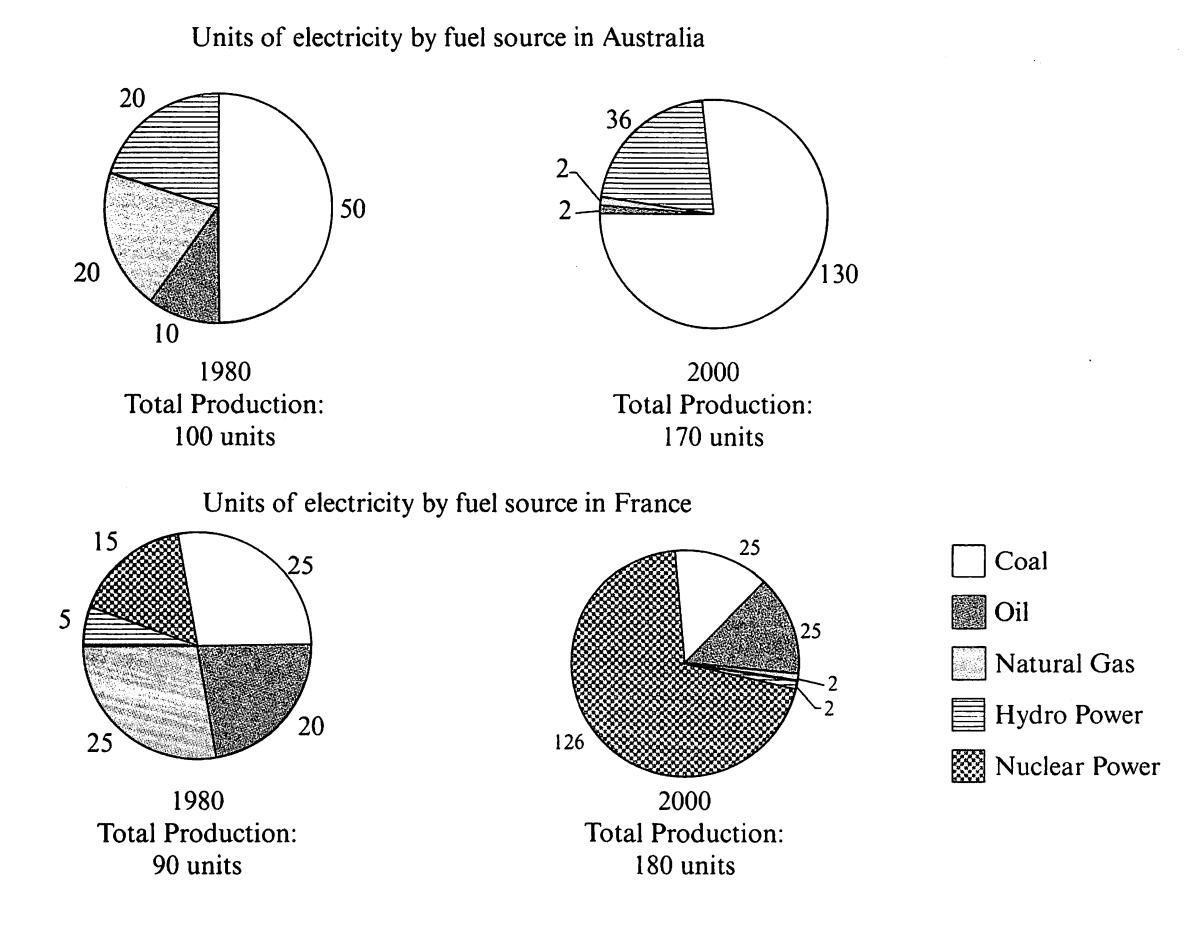 Units of electricity by fuel source in Australia
20
50
20
10
1980
Total Production:
100 units
36
2
2
130
2000
Total Production:
170 units
Units of electricity by fuel source in France
15
25
5
25
20
1980
Total Production:
90 units
25
25
2
2
126
2000
Total Production:
180 units
Coal
Oil
Natural Gas
Hydro Power
Nuclear Power